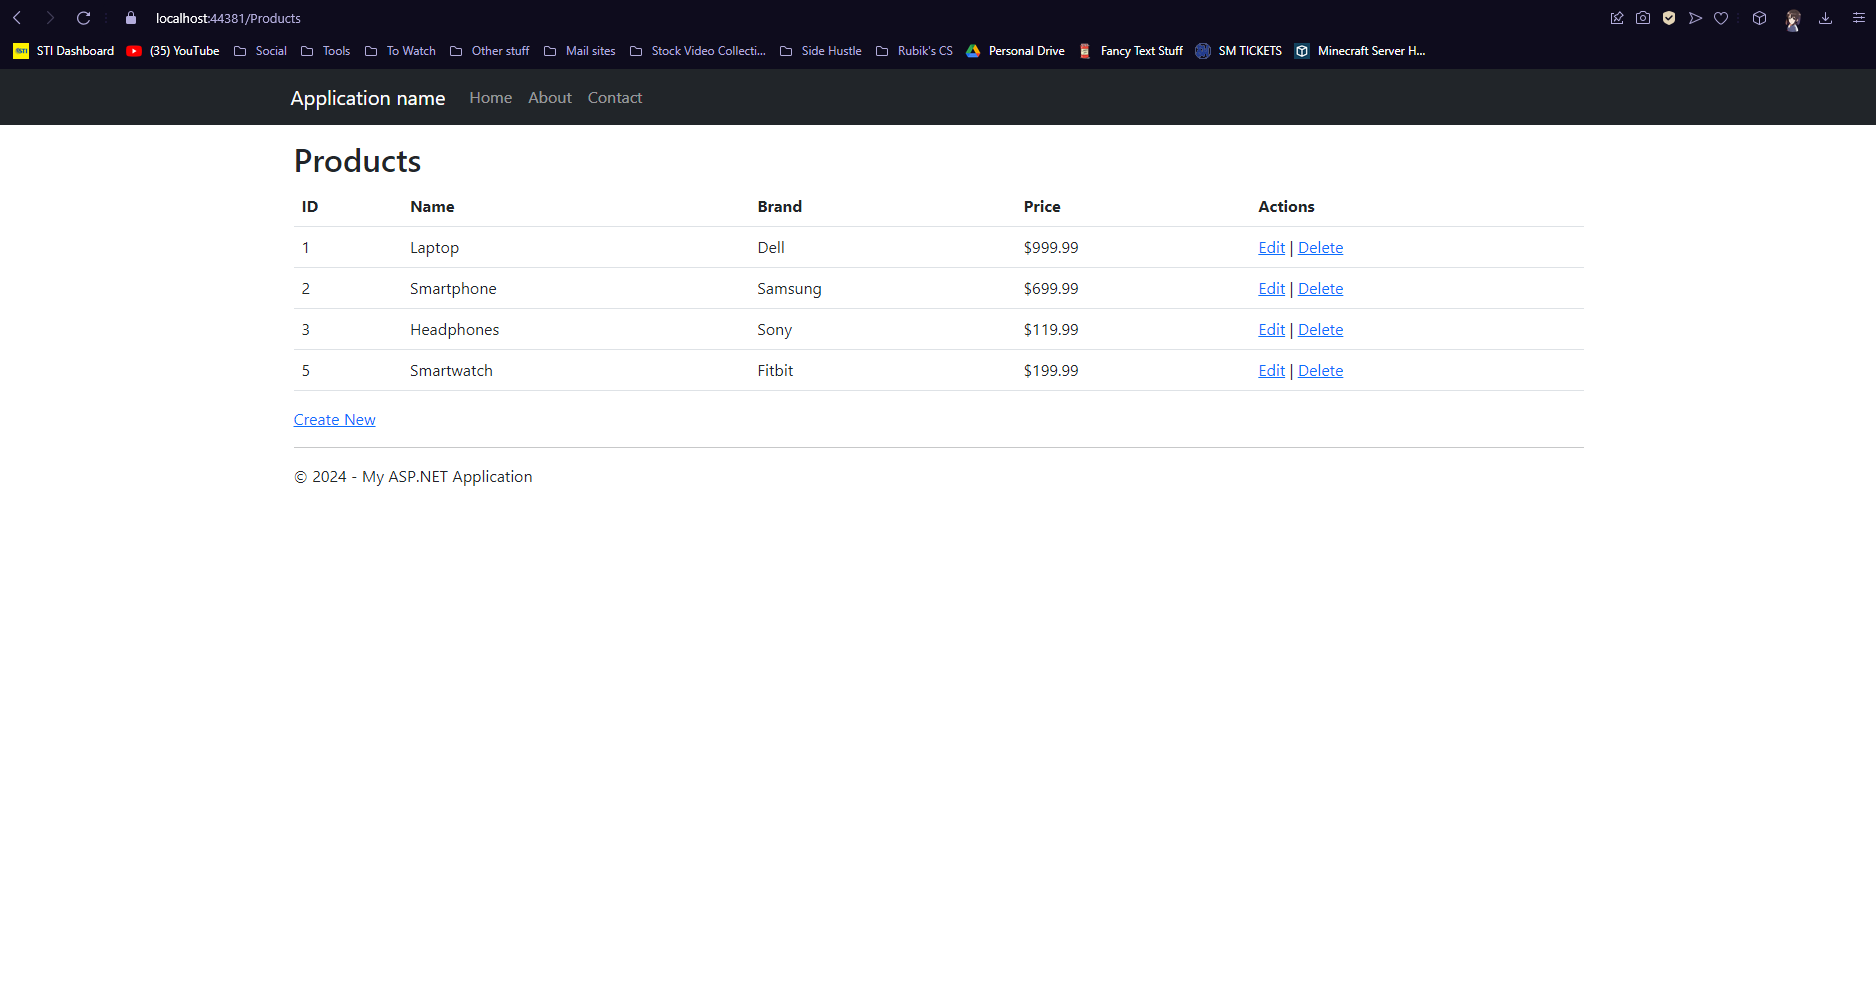 localhost:44381/Products
STI STI Dashboard (35) YouTube Social Tools To Watch Other stuff Mail sites Stock Video Collecti... Side Hustle Rubik's CS Personal Drive Fancy Text Stuff SM TICKETS Minecraft Server H...
Application name Home About Contact
Products
ID Name Brand Price Actions
1 Laptop Dell $999.99 Edit | Delete
2 Smartphone Samsung $699.99 Edit | Delete
3 Headphones Sony $119.99 Edit | Delete
5 Smartwatch Fitbit $199.99 Edit | Delete
Create New
© 2024 - My ASP.NET Application